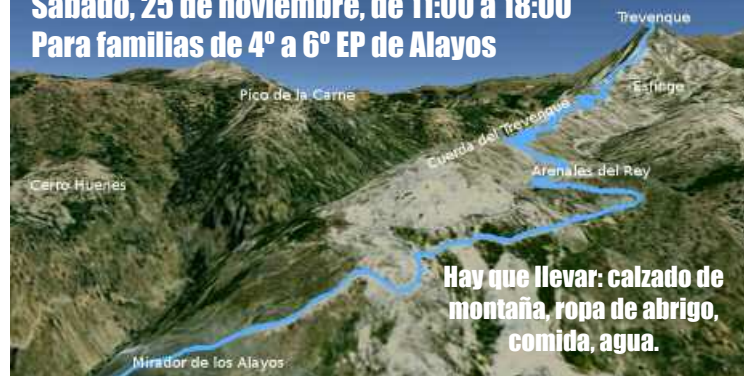 Sábado, 25 de noviembre, de 11:00 a 18:00
Para familias de 4º a 6º EP de Alayos
Trevenque
Esfinge
Pico de la Carne
Cuerda del Trevenque
Arenales del Rey
Cerro Huenes
Hay que llevar: calzado de
montaña, ropa de abrigo,
comida, agua.
Mirador de los Alayos